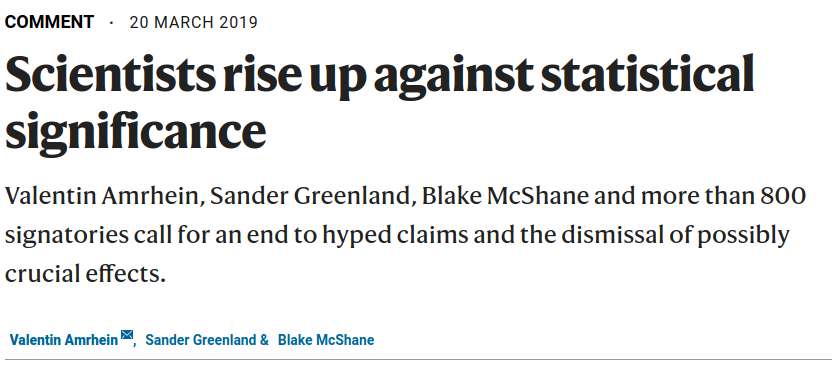 COMMENT · 20 MARCH 2019
Scientists rise up against statistical
significance
Valentin Amrhein, Sander Greenland, Blake McShane and more than 800
signatories call for an end to hyped claims and the dismissal of possibly
crucial effects.
Valentin Amrhein, Sander Greenland & Blake McShane